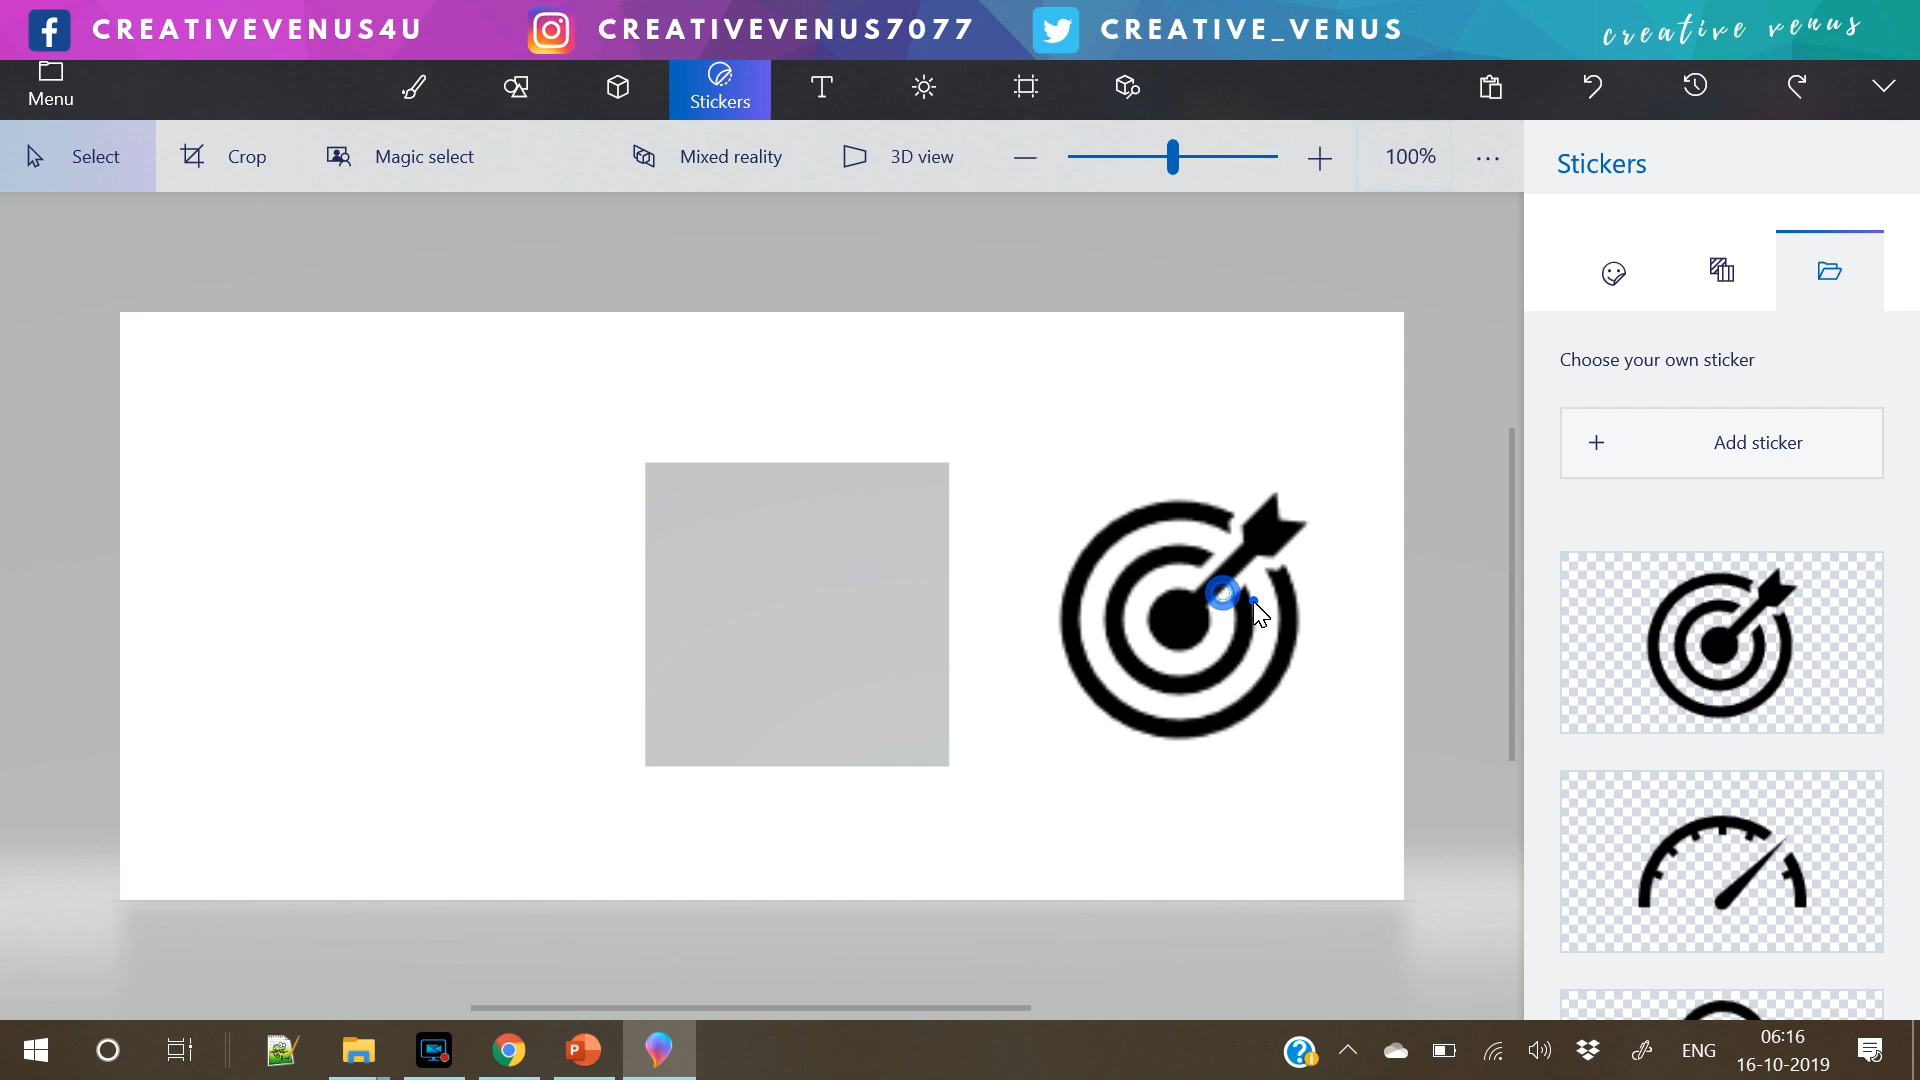 CREATIVEVENUS4U
CREATIVEVENUS7077
CREATIVE_VENUS
creative venus
Menu
Stickers
Select
Crop
Magic select
Mixed reality
3D view
100%
Stickers
Choose your own sticker
Add sticker
ENG
06:16
16-10-2019